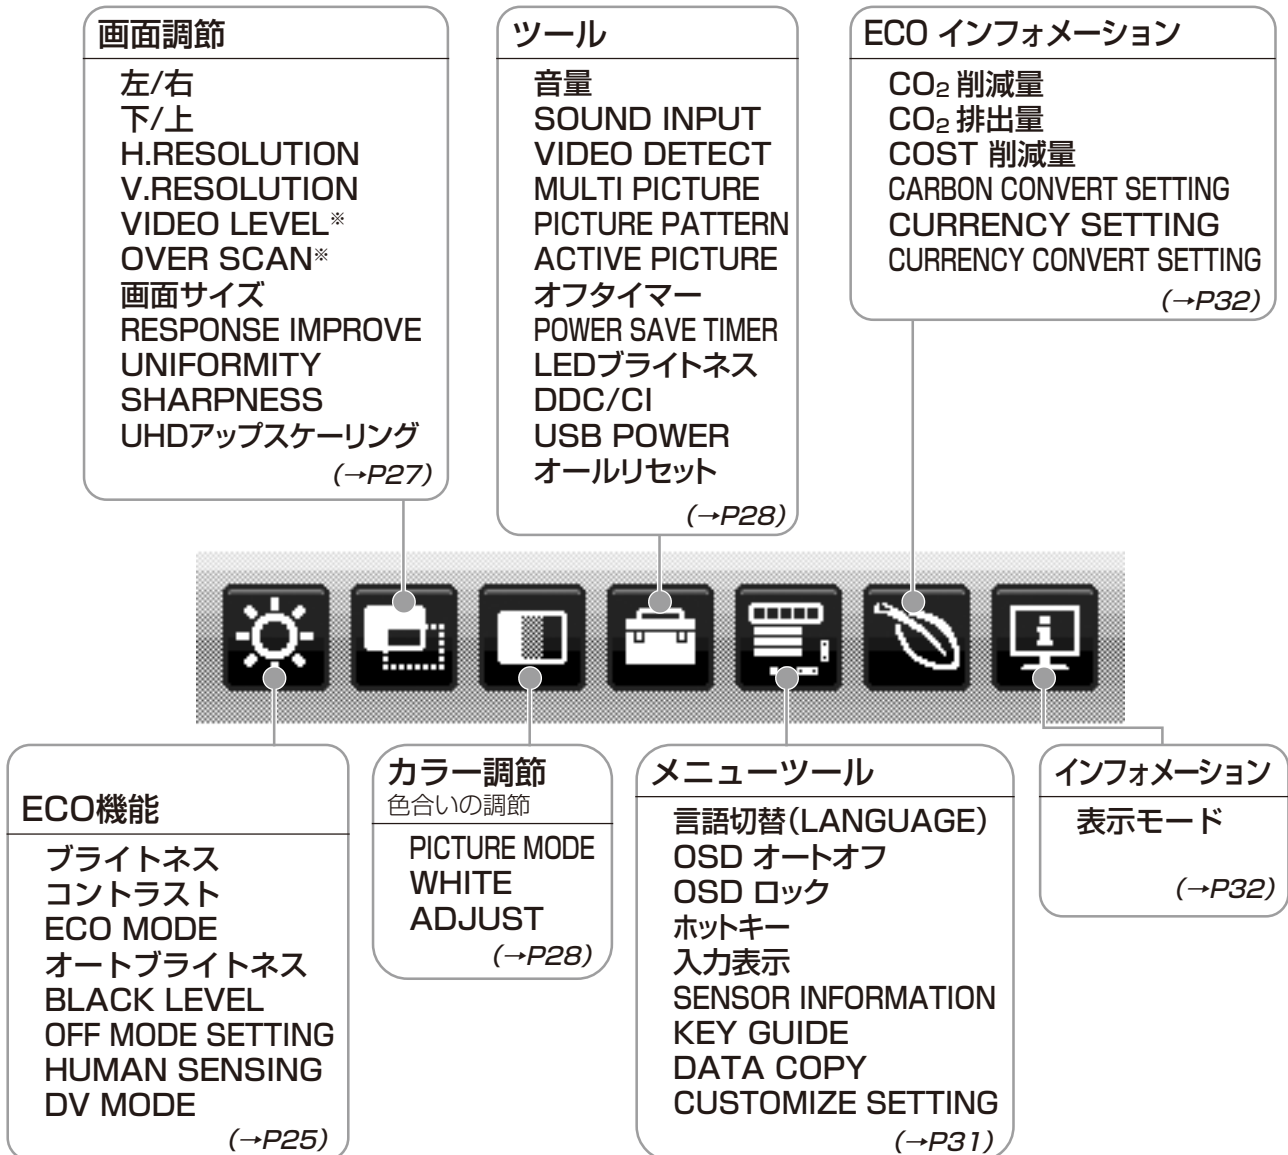 画面調節
左/右
下/上
H.RESOLUTION
V.RESOLUTION
VIDEO LEVEL※
OVER SCAN※
画面サイズ
RESPONSE IMPROVE
UNIFORMITY
SHARPNESS
UHDアップスケーリング
(→P27)
ツール
音量
SOUND INPUT
VIDEO DETECT
MULTI PICTURE
PICTURE PATTERN
ACTIVE PICTURE
オフタイマー
POWER SAVE TIMER
LEDブライトネス
DDC/CI
USB POWER
オールリセット
(→P28)
ECO インフォメーション
CO₂ 削減量
CO₂ 排出量
COST 削減量
CARBON CONVERT SETTING
CURRENCY SETTING
CURRENCY CONVERT SETTING
(→P32)
ECO機能
ブライトネス
コントラスト
ECO MODE
オートブライトネス
BLACK LEVEL
OFF MODE SETTING
HUMAN SENSING
DV MODE
(→P25)
カラー調節
色合いの調節
PICTURE MODE
WHITE
ADJUST
(→P28)
メニューツール
言語切替(LANGUAGE)
OSD オートオフ
OSD ロック
ホットキー
入力表示
SENSOR INFORMATION
KEY GUIDE
DATA COPY
CUSTOMIZE SETTING
(→P31)
インフォメーション
表示モード
(→P32)